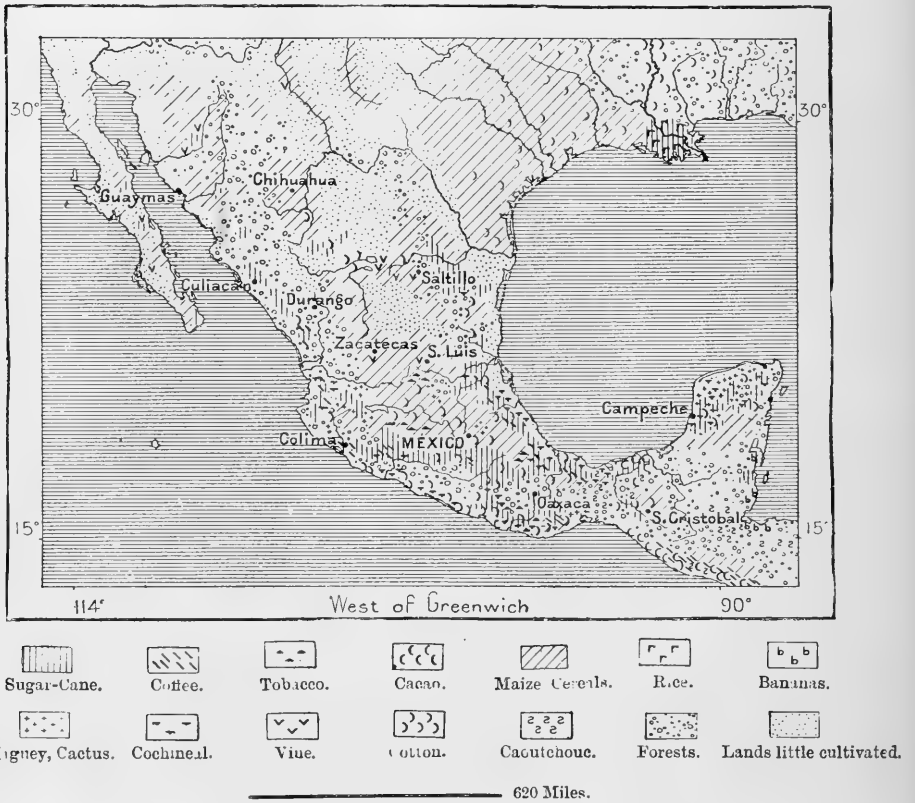 30° 30°
Chihuahua
Guaymas
Saltillo
Culiacan
Durango
Zacatecas
S. Luis
Campeche
Colima MEXICO
Oaxaca
S. Cristobal
15° 15°
114° West of Greenwich 90°
Sugar-Cane. Coffee. Tobacco. Cacao. Maize Cereals. Rice. Bananas.
b b b
Cactus. Cochineal. Vine. Cotton. Caoutchouc. Forests. Lands little cultivated.
620 Miles.